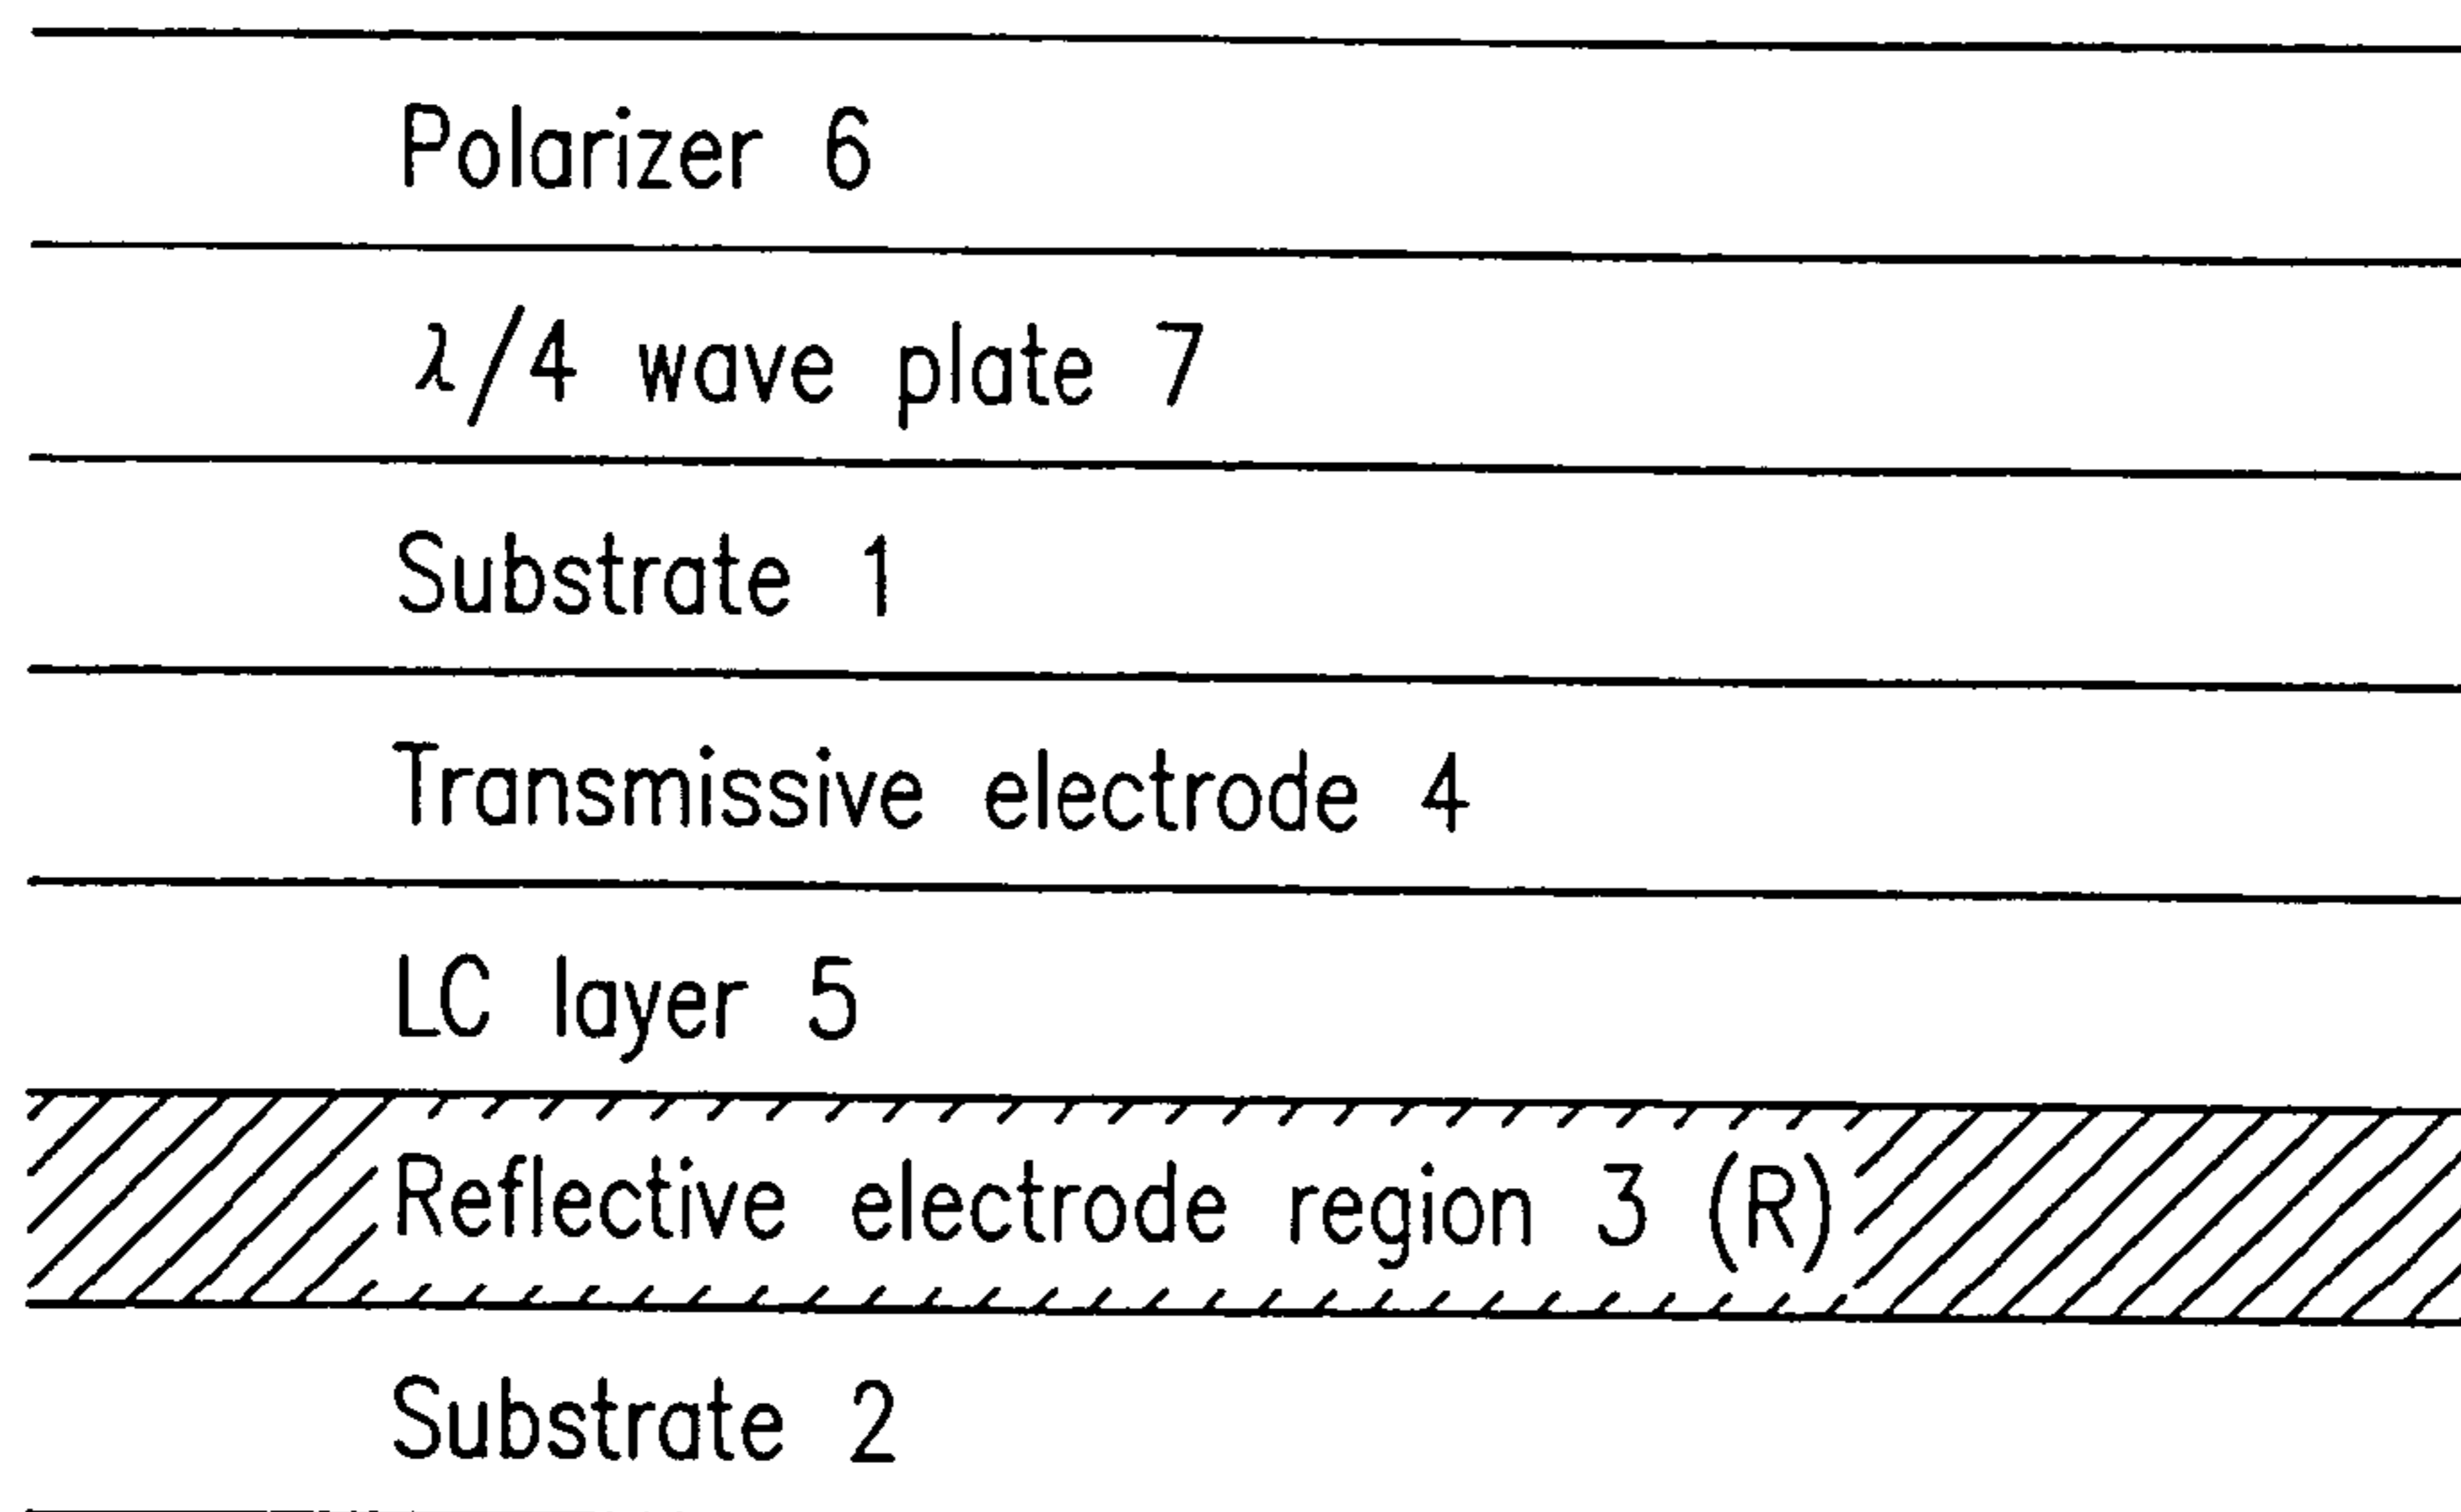 Polarizer 6
λ/4 wave plate 7
Substrate 1
Transmissive electrode 4
LC layer 5
Reflective electrode region 3 (R)
Substrate 2